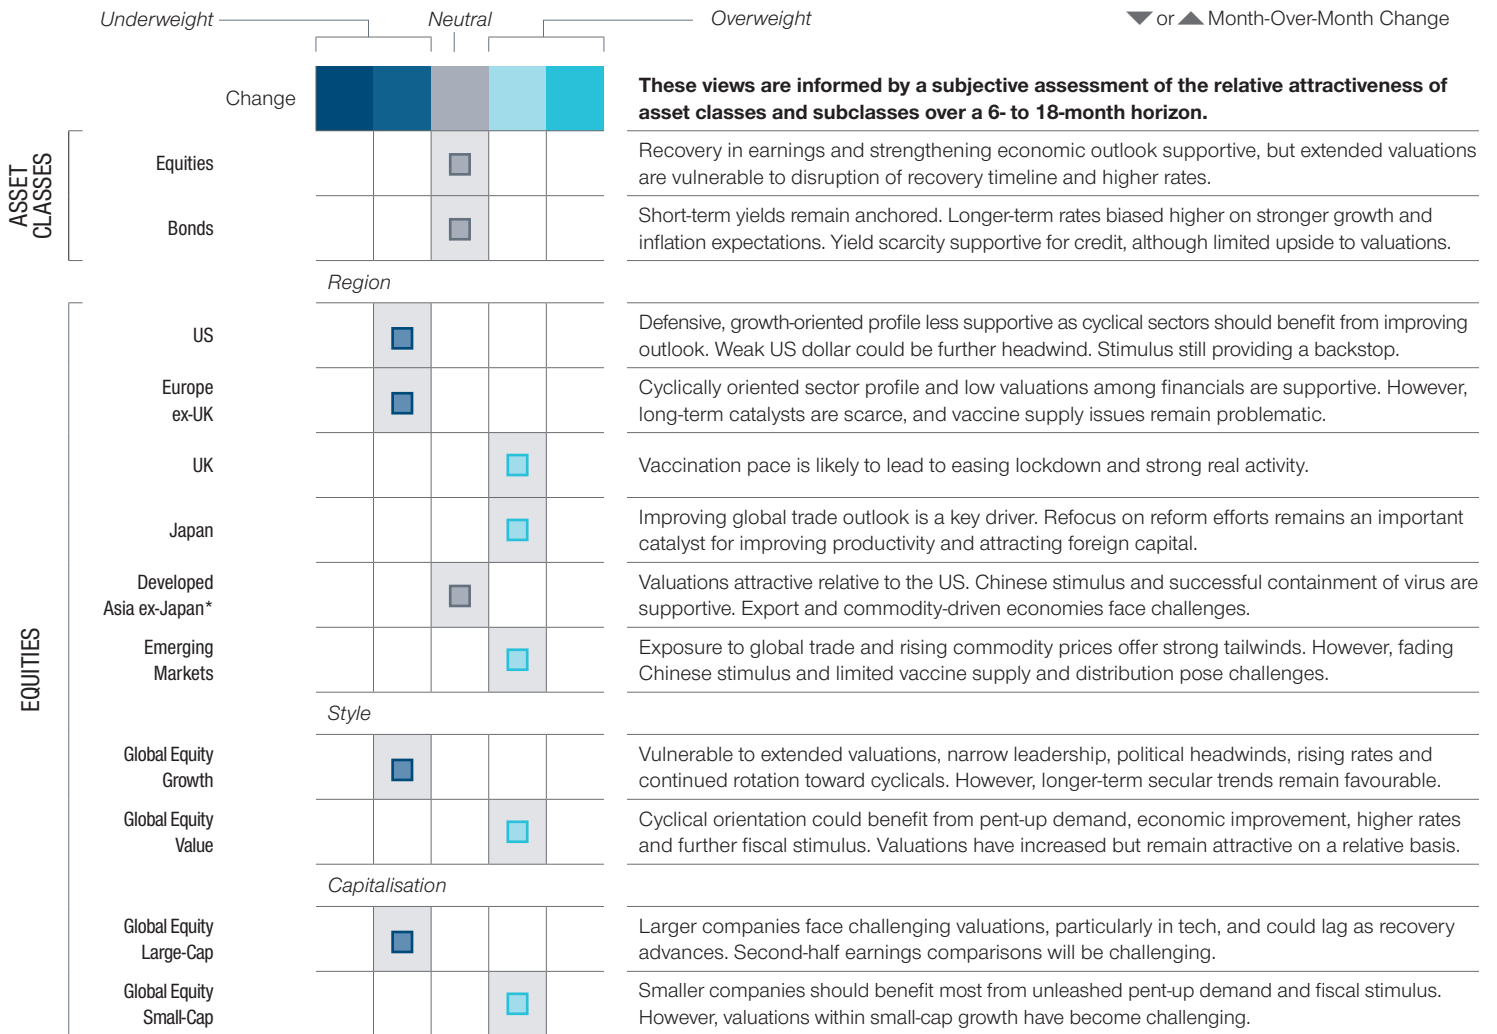 Underweight
Neutral
Overweight
▼ or ▲ Month-Over-Month Change
Change
These views are informed by a subjective assessment of the relative attractiveness of
asset classes and subclasses over a 6- to 18-month horizon.
ASSET
CLASSES
Equities
Recovery in earnings and strengthening economic outlook supportive, but extended valuations
are vulnerable to disruption of recovery timeline and higher rates.
Bonds
Short-term yields remain anchored. Longer-term rates biased higher on stronger growth and
inflation expectations. Yield scarcity supportive for credit, although limited upside to valuations.
EQUITIES
Region
US
Defensive, growth-oriented profile less supportive as cyclical sectors should benefit from improving
outlook. Weak US dollar could be further headwind. Stimulus still providing a backstop.
Europe
ex-UK
Cyclically oriented sector profile and low valuations among financials are supportive. However,
long-term catalysts are scarce, and vaccine supply issues remain problematic.
UK
Vaccination pace is likely to lead to easing lockdown and strong real activity.
Japan
Improving global trade outlook is a key driver. Refocus on reform efforts remains an important
catalyst for improving productivity and attracting foreign capital.
Developed
Asia ex-Japan*
Valuations attractive relative to the US. Chinese stimulus and successful containment of virus are
supportive. Export and commodity-driven economies face challenges.
Emerging
Markets
Exposure to global trade and rising commodity prices offer strong tailwinds. However, fading
Chinese stimulus and limited vaccine supply and distribution pose challenges.
Style
Global Equity
Growth
Vulnerable to extended valuations, narrow leadership, political headwinds, rising rates and
continued rotation toward cyclicals. However, longer-term secular trends remain favourable.
Global Equity
Value
Cyclical orientation could benefit from pent-up demand, economic improvement, higher rates
and further fiscal stimulus. Valuations have increased but remain attractive on a relative basis.
Capitalisation
Global Equity
Large-Cap
Larger companies face challenging valuations, particularly in tech, and could lag as recovery
advances. Second-half earnings comparisons will be challenging.
Global Equity
Small-Cap
Smaller companies should benefit most from unleashed pent-up demand and fiscal stimulus.
However, valuations within small-cap growth have become challenging.